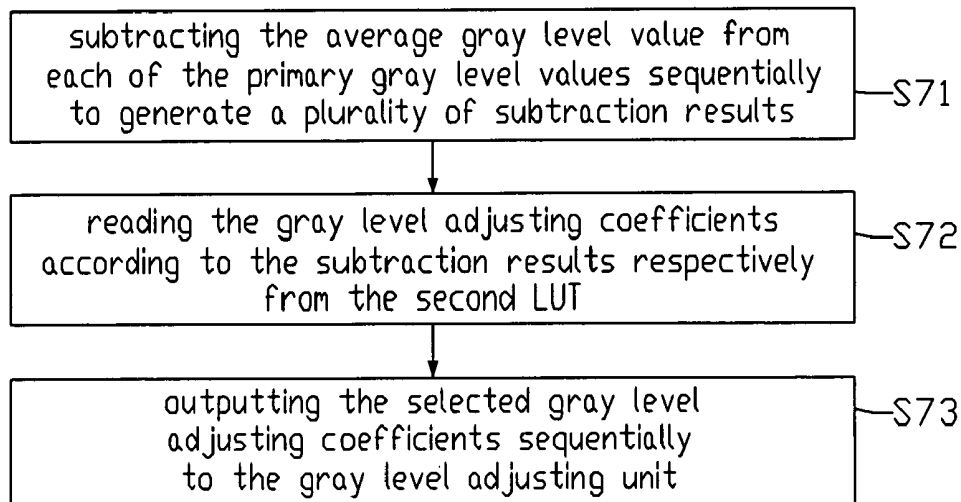 subtracting the average gray level value from
each of the primary gray level values sequentially
to generate a plurality of subtraction results
S71
reading the gray level adjusting coefficients
according to the subtraction results respectively
from the second LUT
S72
outputting the selected gray level
adjusting coefficients sequentially
to the gray level adjusting unit
S73